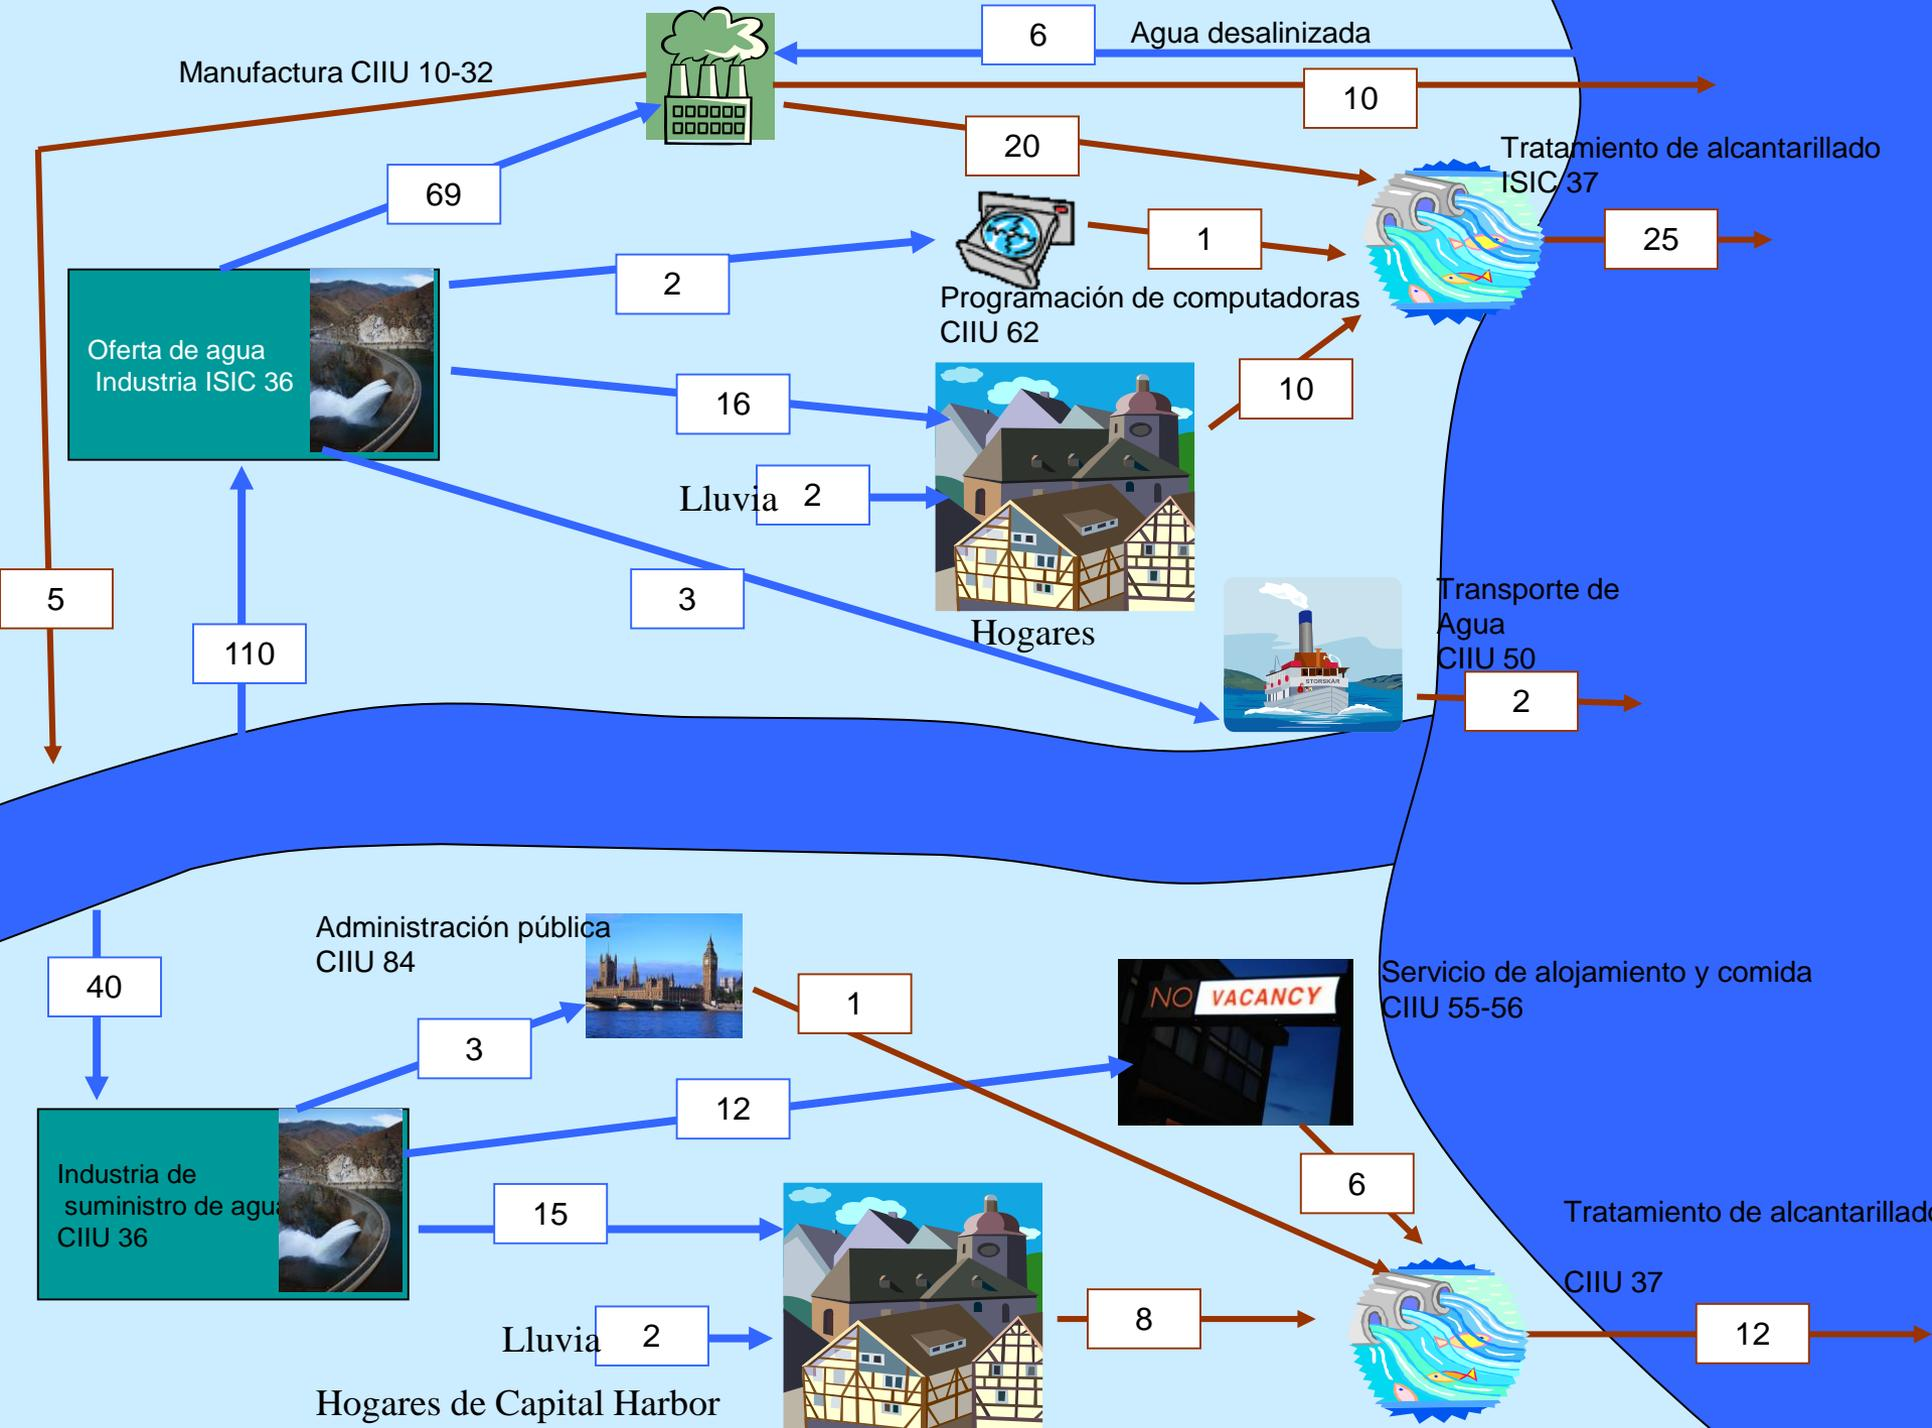 6
Agua desalinizada
Manufactura CIIU 10-32
10
20
Tratamiento de alcantarillado
ISIC 37
69
1
25
2
Programación de computadoras
CIIU 62
Oferta de agua
Industria ISIC 36
16
10
Lluvia
2
5
3
Transporte de
Agua
CIIU 50
Hogares
110
STORSKÄR
2
Administración pública
CIIU 84
40
1
NO VACANCY
Servicio de alojamiento y comida
CIIU 55-56
3
12
Industria de
suministro de agua
CIIU 36
6
15
Tratamiento de alcantarillado
CIIU 37
8
12
Lluvia
2
Hogares de Capital Harbor